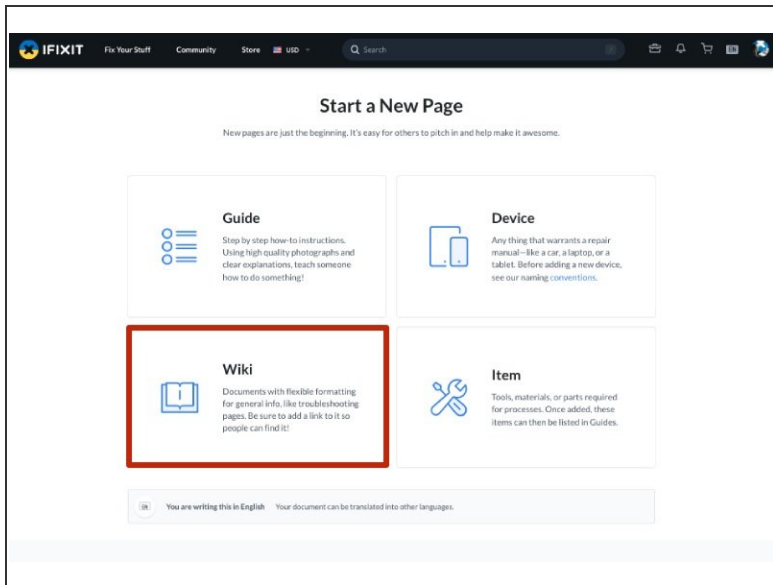 IFIXIT Fix Your Stuff Community Store USD Search EN
Start a New Page
New pages are just the beginning. It's easy for others to pitch in and help make it awesome.
Guide
Step by step how-to instructions.
Using high quality photographs and
clear explanations, teach someone
how to do something!
Device
Any thing that warrants a repair
manual—like a car, a laptop, or a
tablet. Before adding a new device,
see our naming conventions.
Wiki
Documents with flexible formatting
for general info, like troubleshooting
pages. Be sure to add a link to it so
people can find it!
Item
Tools, materials, or parts required
for processes. Once added, these
items can then be listed in Guides.
EN You are writing this in English Your document can be translated into other languages.